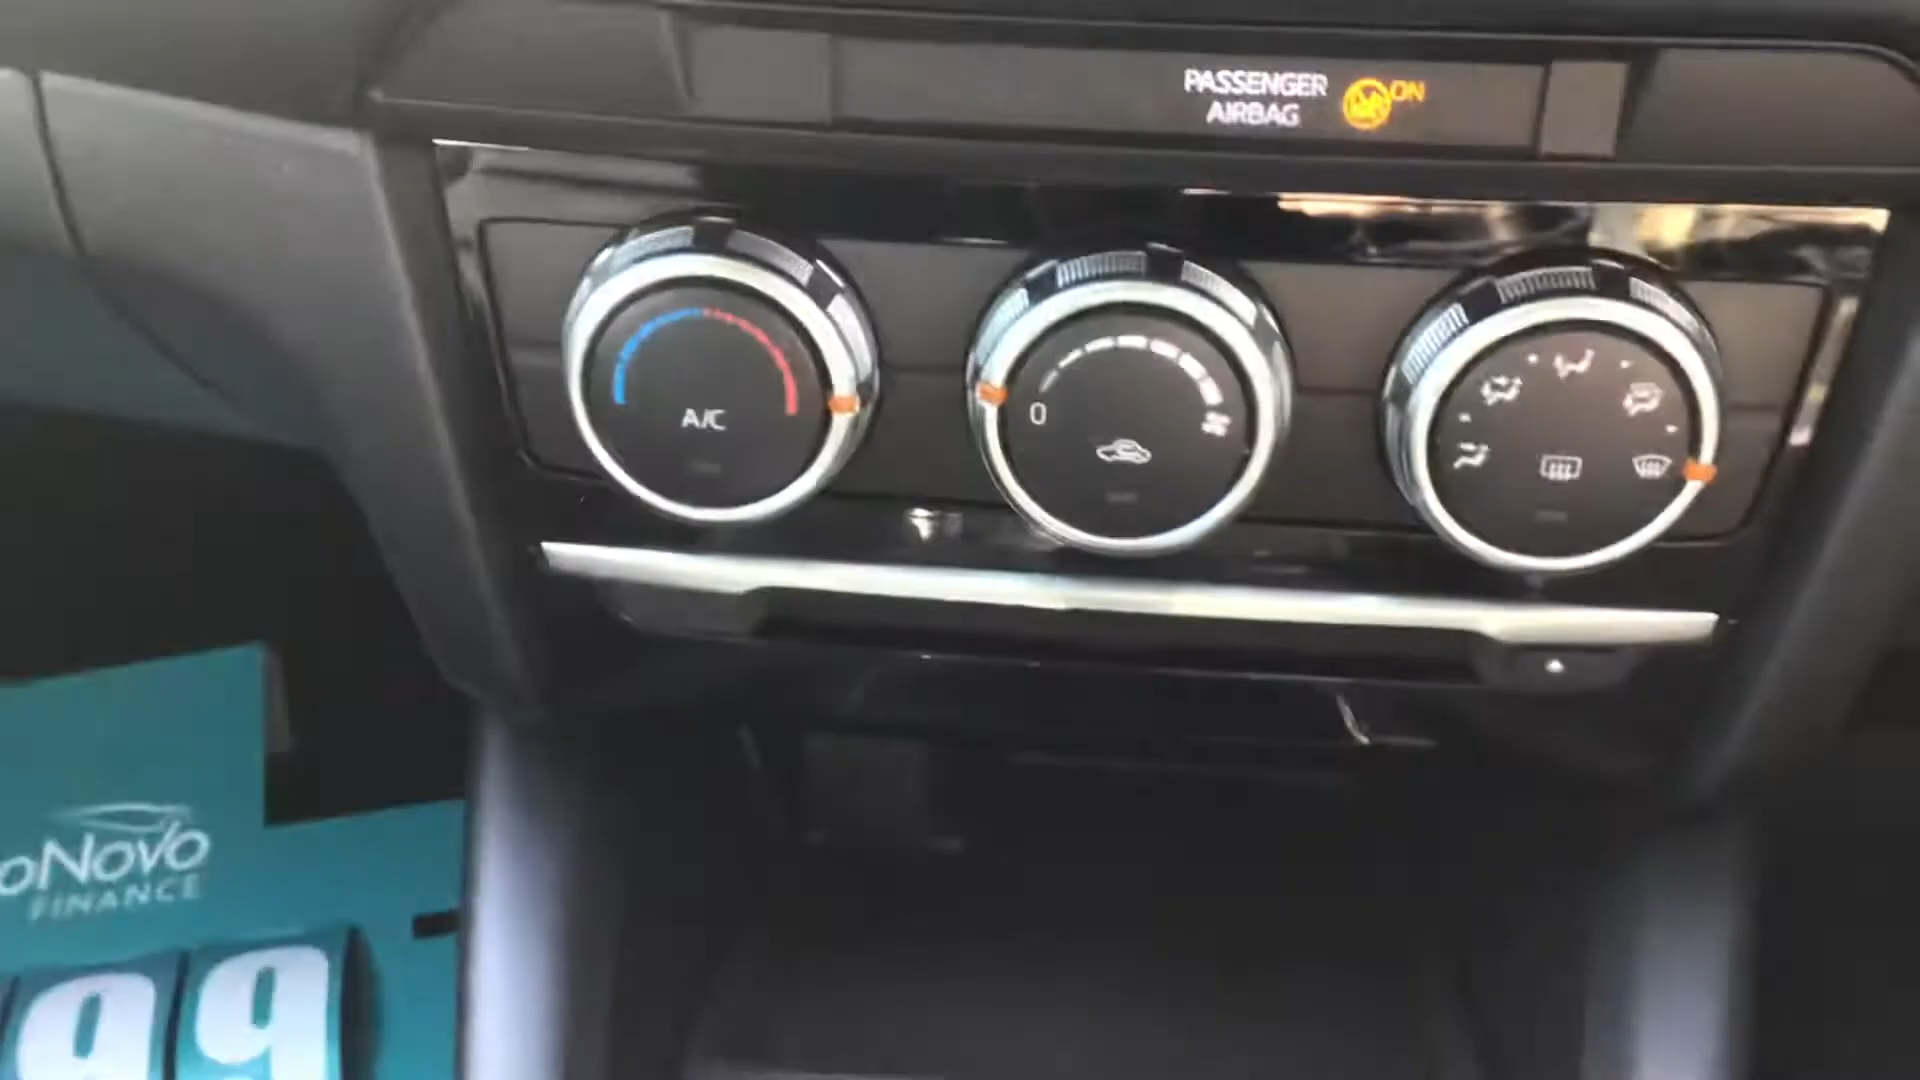 PASSENGER
AIRBAG
ON
A/C
0
oNovo
FINANCE
99